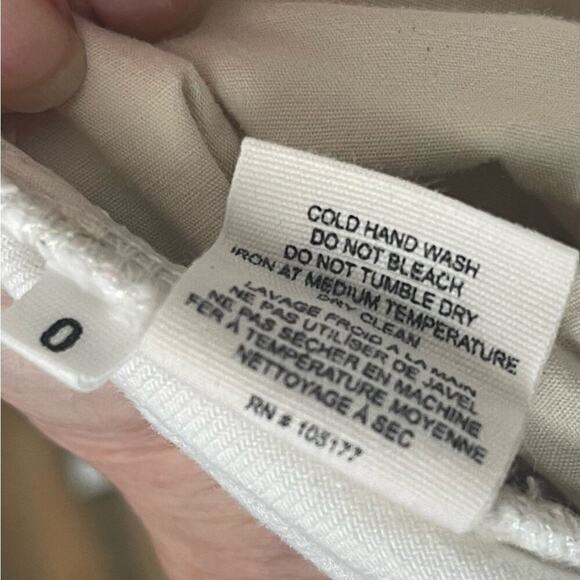 COLD HAND WASH
DO NOT BLEACH
DO NOT TUMBLE DRY
IRON AT MEDIUM TEMPERATURE
DRY CLEAN
LAVAGE FROID A LA MAIN
NE PAS UTILISER DE JAVEL
NE PAS SECHER EN MACHINE
FER À TEMPÉRATURE MOYENNE
NETTOYAGE À SEC
RN # 105177
0